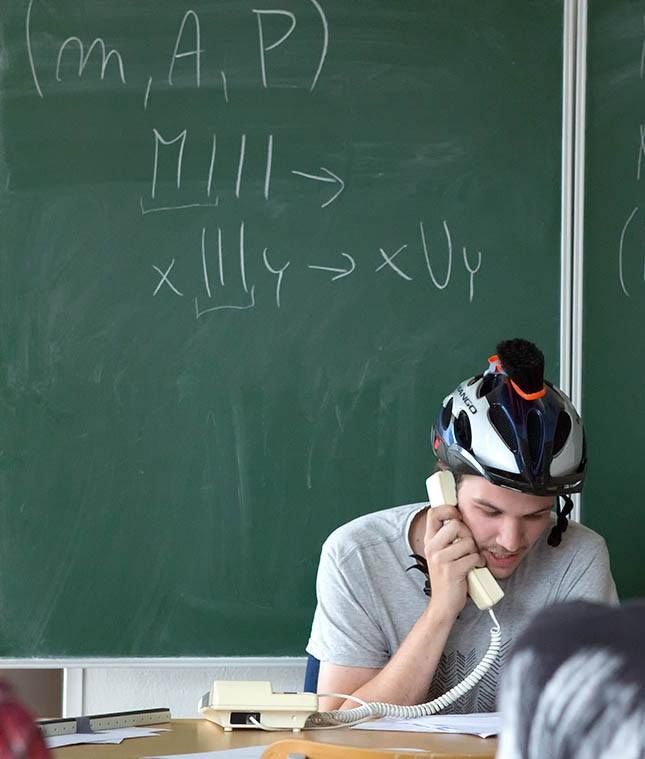 (m, A, P)
MIII →
xIIIy → xUy